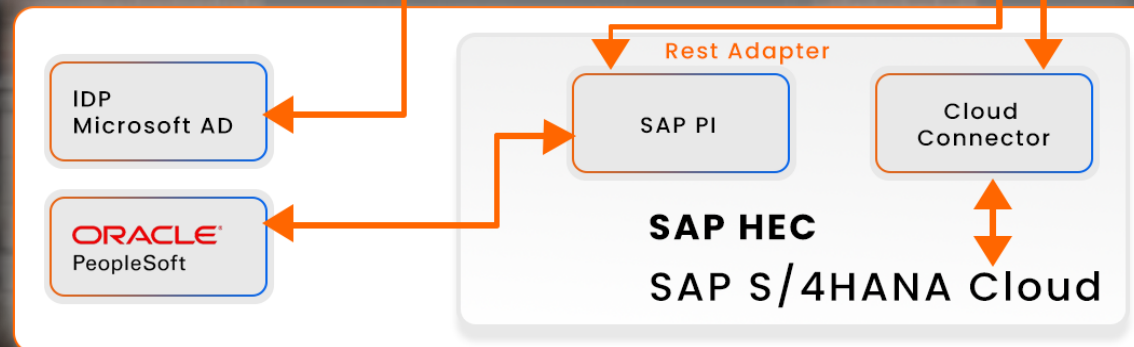 Rest Adapter
IDP
Microsoft AD
SAP PI
Cloud
Connector
ORACLE
PeopleSoft
SAP HEC
SAP S/4HANA Cloud